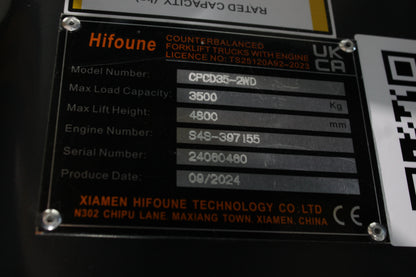 RATED CAPACITY
Hifoune
COUNTERBALANCED
FORKLIFT TRUCKS WITH ENGINE
LICENCE NO: TS25120A92-2023
UK
CA
Model Number: CPCD35-2WD
Max Load Capacity: 3500 Kg
Max Lift Height: 4800 mm
Engine Number: S4S-397155
Serial Number: 24060460
Produce Date: 09/2024
XIAMEN HIFOUNE TECHNOLOGY CO.,LTD
N302 CHIPU LANE MAXIANG TOWN, XIAMEN, CHINA
CE